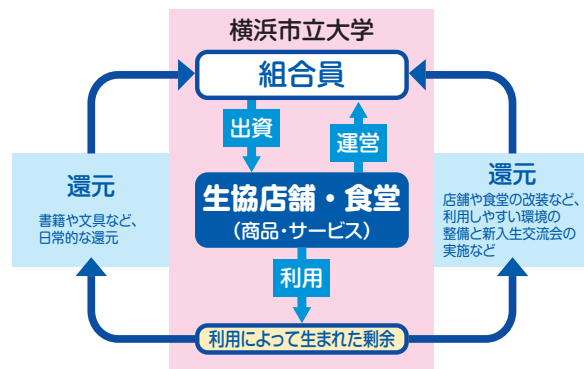 横浜市立大学
組合員
出資
運営
還元
書籍や文具など、
日常的な還元
生協店舗・食堂
(商品・サービス)
還元
店舗や食堂の改装など、
利用しやすい環境の
整備と新入生交流会の
実施など
利用
利用によって生まれた剰余